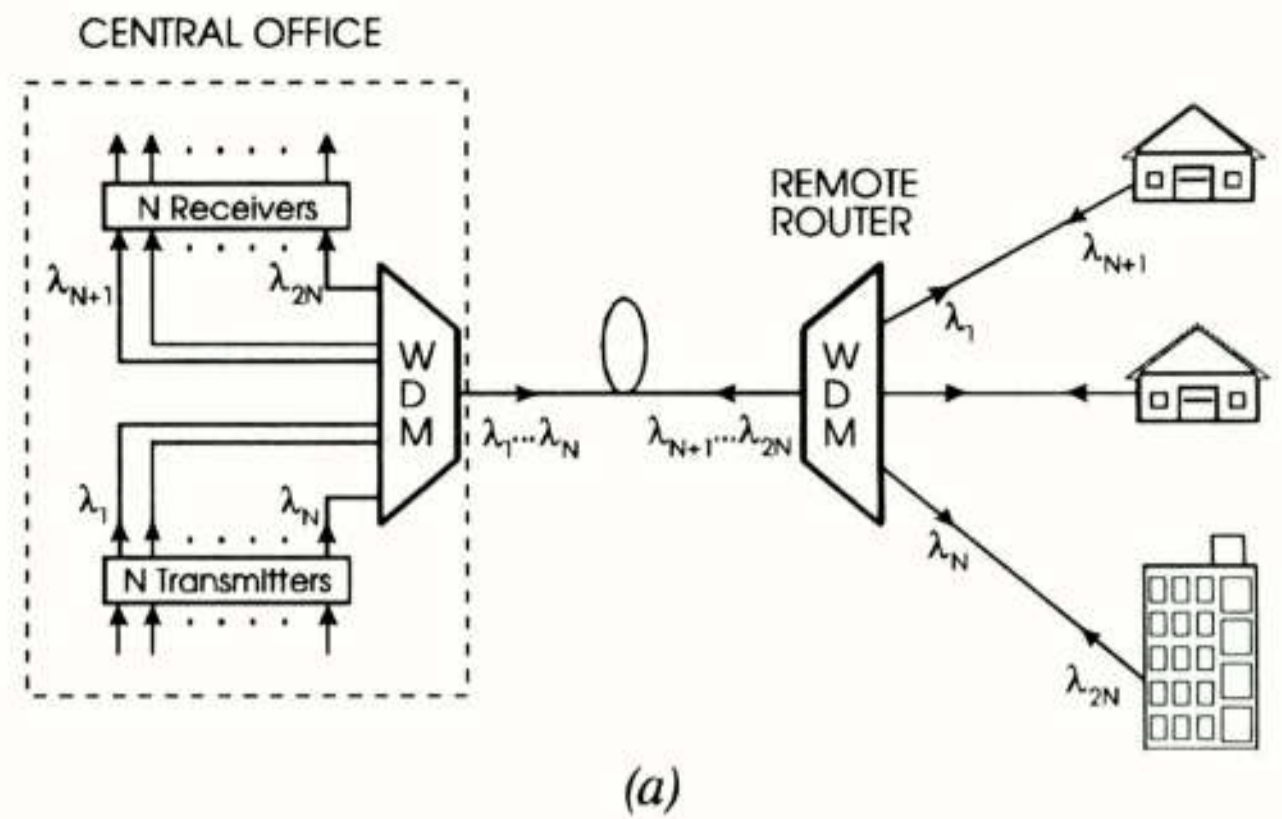 CENTRAL OFFICE
N Receivers
λN+1
λ2N
W
D
M
λ1
λN
N Transmitters
λ1...λN
λN+1...λ2N
REMOTE
ROUTER
W
D
M
λN+1
λ1
λN
λ2N
(a)